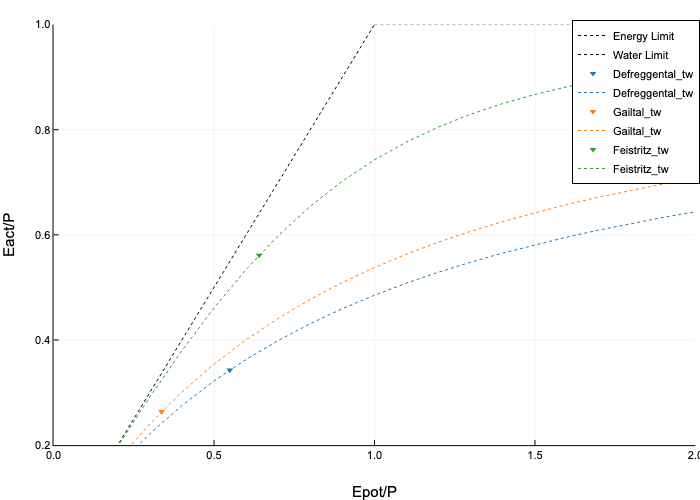 1.0
0.8
0.6
0.4
0.2
Eact/P
0.0
0.5
1.0
1.5
2.0
Epot/P
Energy Limit
Water Limit
Defreggental_tw
Defreggental_tw
Gailtal_tw
Gailtal_tw
Feistritz_tw
Feistritz_tw